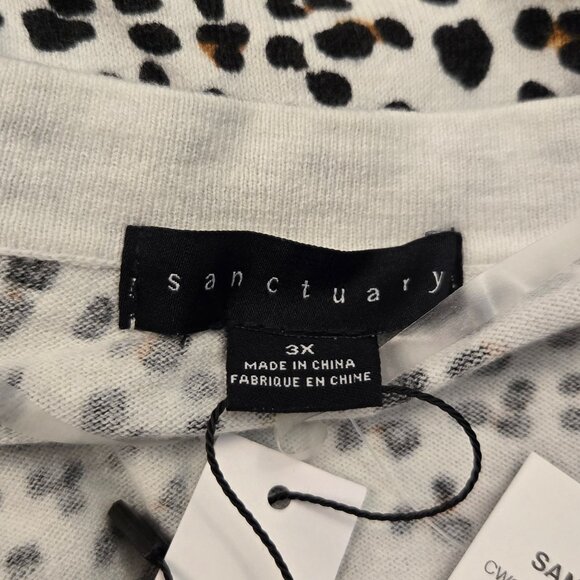 sanctuary
3X
MADE IN CHINA
FABRIQUE EN CHINE